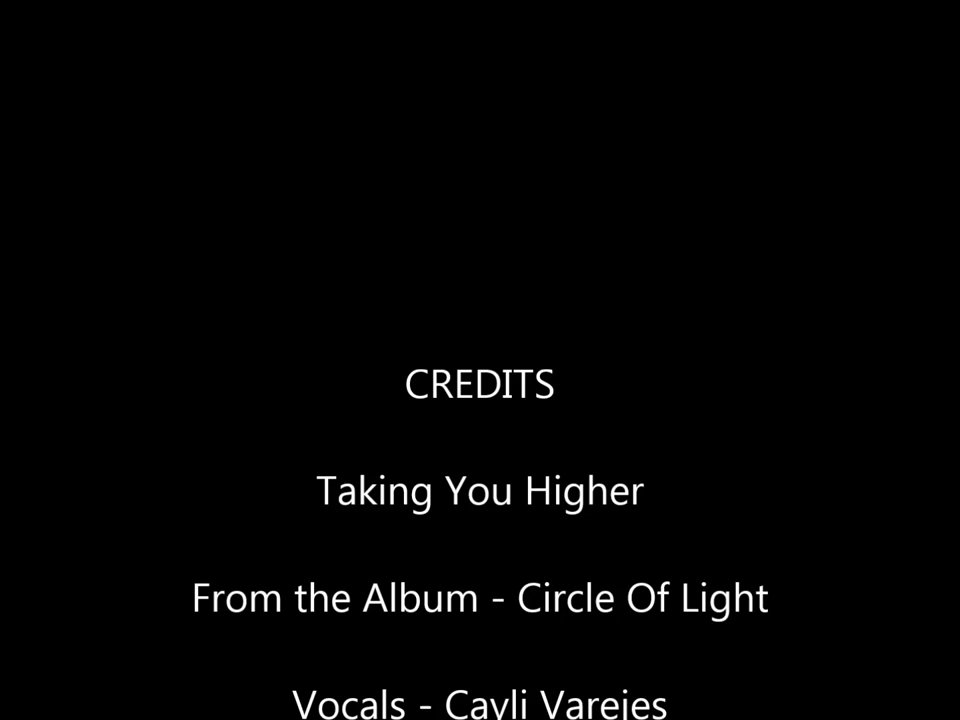 CREDITS
Taking You Higher
From the Album - Circle Of Light
Vocals - Cayli Varejes